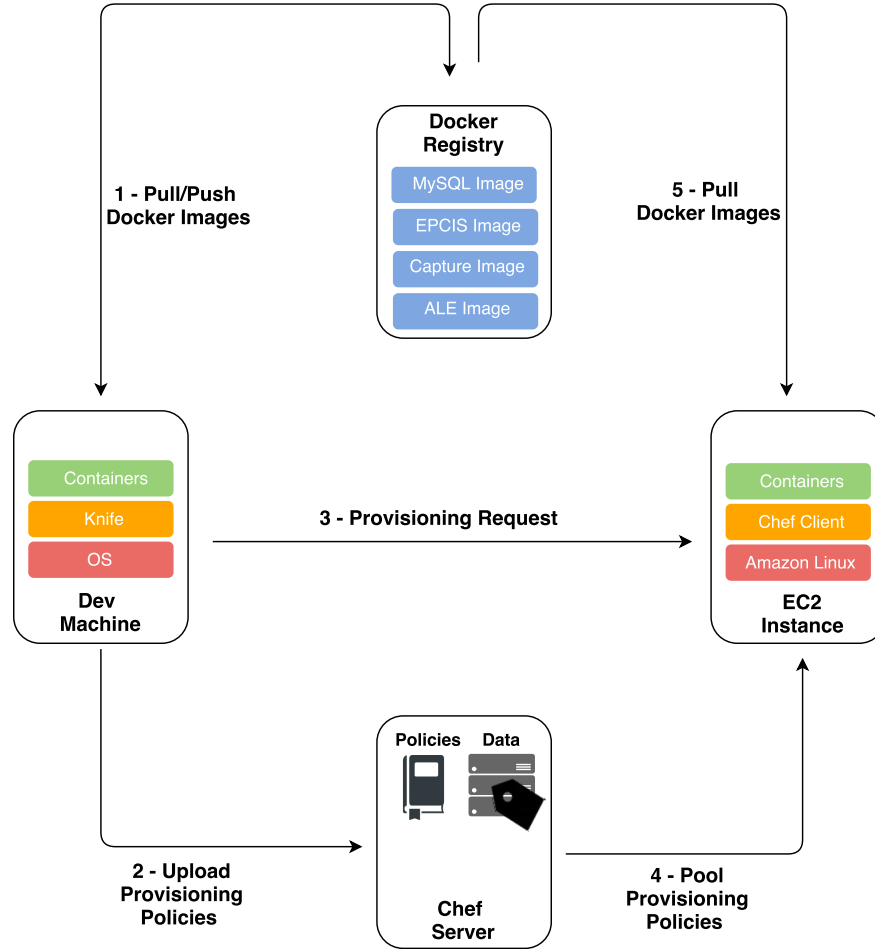 Docker
Registry
MySQL Image
EPCIS Image
Capture Image
ALE Image
1 - Pull/Push
Docker Images
5 - Pull
Docker Images
Containers
Knife
OS
Dev
Machine
3 - Provisioning Request
Containers
Chef Client
Amazon Linux
EC2
Instance
Policies
Data
Chef
Server
2 - Upload
Provisioning
Policies
4 - Pool
Provisioning
Policies